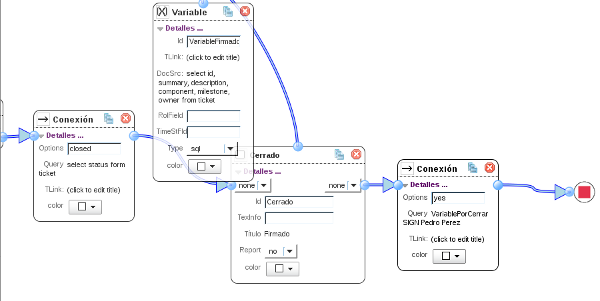 (X) Variable
Detalles ...
Id VariableFirmado
TLink: (click to edit title)
DocSrc: select id,
summary, description,
component, milestone,
owner from ticket
RolField
TimeStFld
Type sql
color
Conexión
Detalles ...
Options closed
Query select status form
ticket
TLink: (click to edit title)
color
Cerrado
Detalles ...
none none
Id Cerrado
TexInfo
Titulo Firmado
Report no
color
Conexión
Detalles ...
Options yes
Query VariablePorCerrar
SIGN Pedro Perez
TLink: (click to edit title)
color